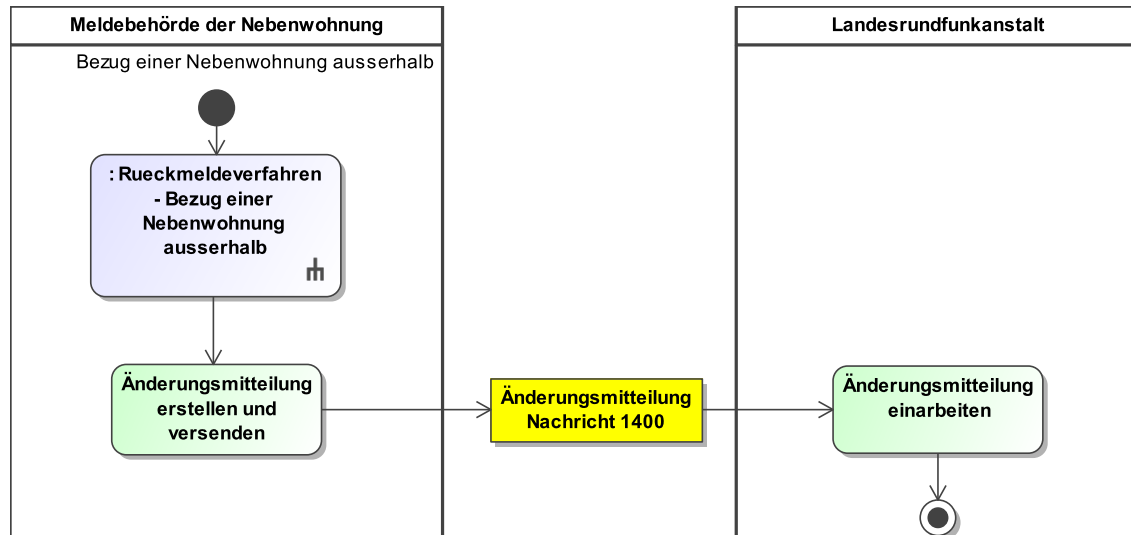 Meldebehörde der Nebenwohnung
Landesrundfunkanstalt
Bezug einer Nebenwohnung ausserhalb
: Rueckmeldeverfahren
- Bezug einer
Nebenwohnung
ausserhalb
Änderungsmitteilung
erstellen und
versenden
Änderungsmitteilung
Nachricht 1400
Änderungsmitteilung
einarbeiten